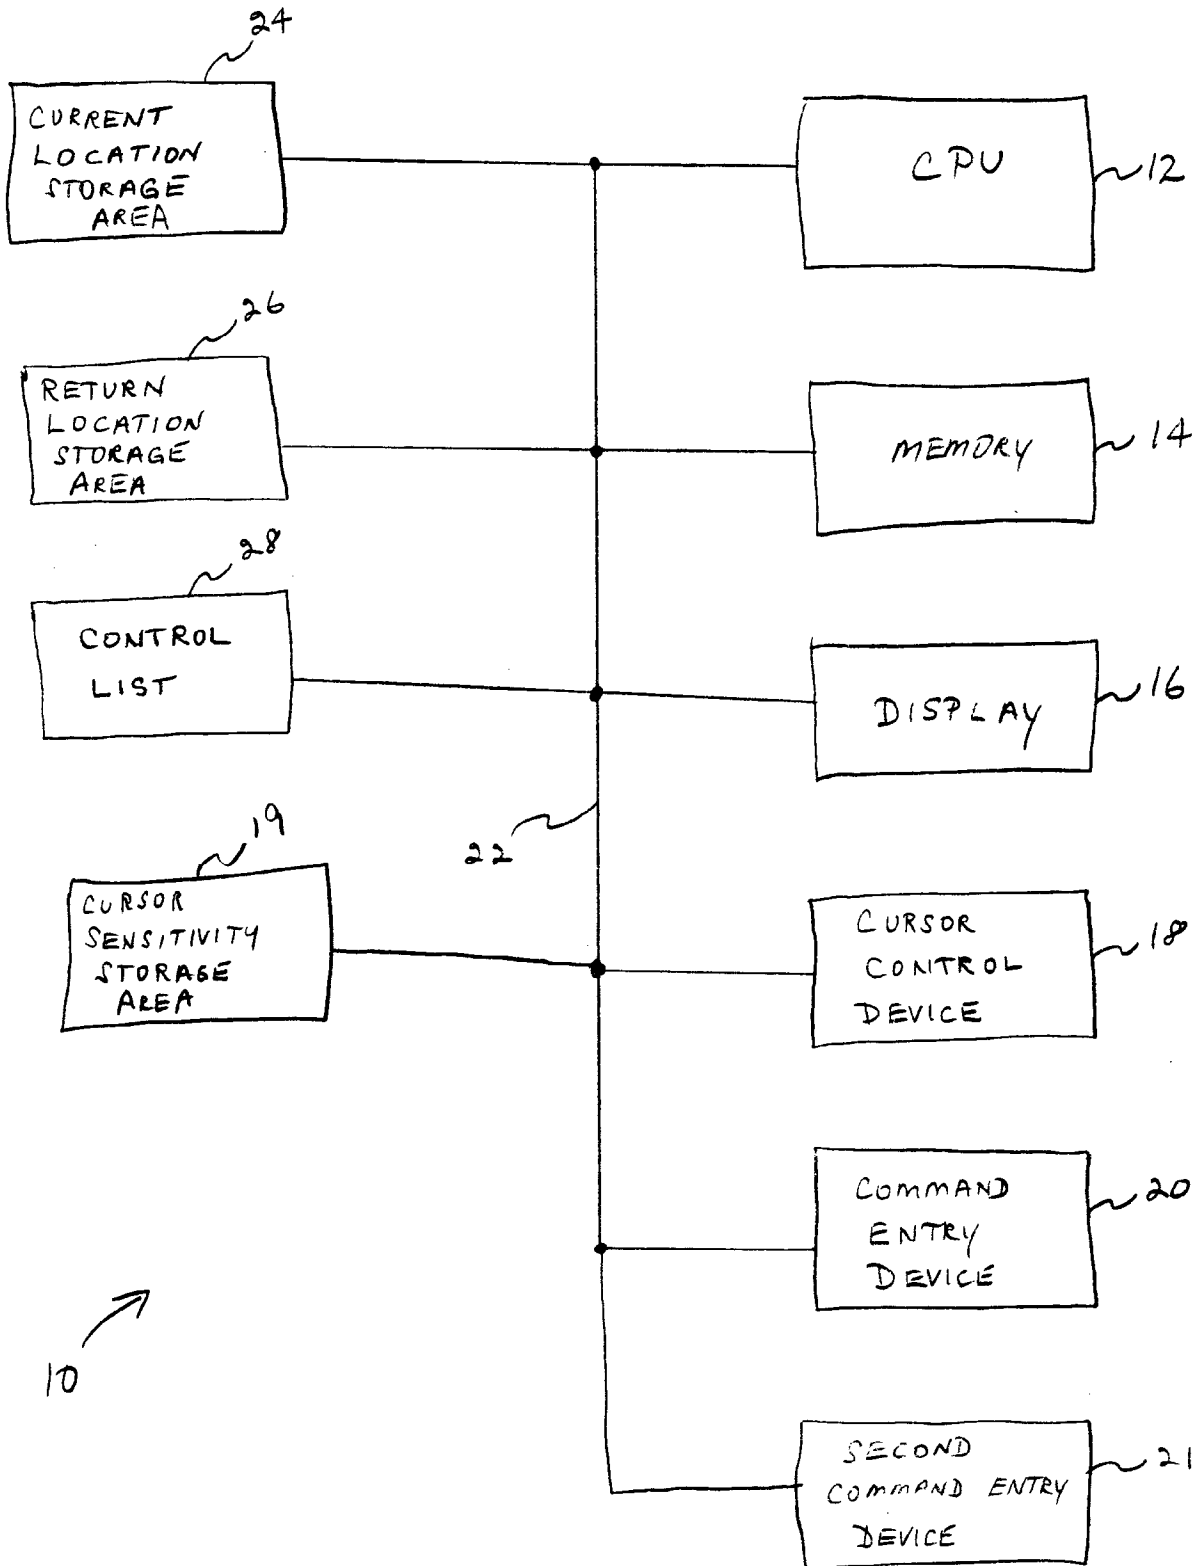 24
CURRENT
LOCATION
STORAGE
AREA
CPU
12
26
RETURN
LOCATION
STORAGE
AREA
MEMORY
14
28
CONTROL
LIST
DISPLAY
16
22
19
CURSOR
SENSITIVITY
STORAGE
AREA
CURSOR
CONTROL
DEVICE
18
COMMAND
ENTRY
DEVICE
20
10
SECOND
COMMAND ENTRY
DEVICE
21